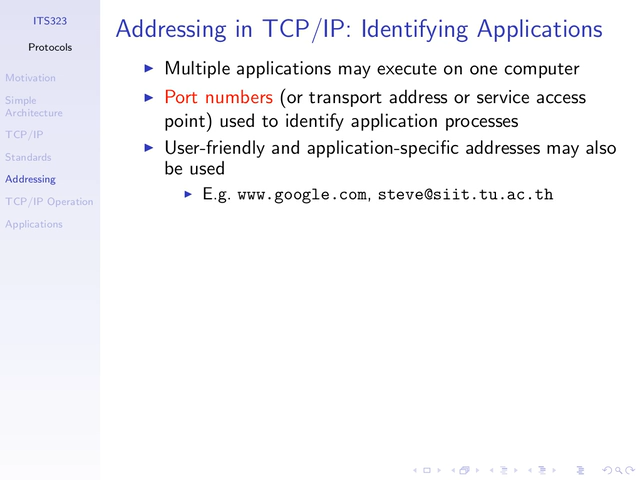 ITS323
Protocols
Motivation
Simple
Architecture
TCP/IP
Standards
Addressing
TCP/IP Operation
Applications
Addressing in TCP/IP: Identifying Applications
Multiple applications may execute on one computer
Port numbers (or transport address or service access
point) used to identify application processes
User-friendly and application-specific addresses may also
be used
E.g. www.google.com, steve@siit.tu.ac.th